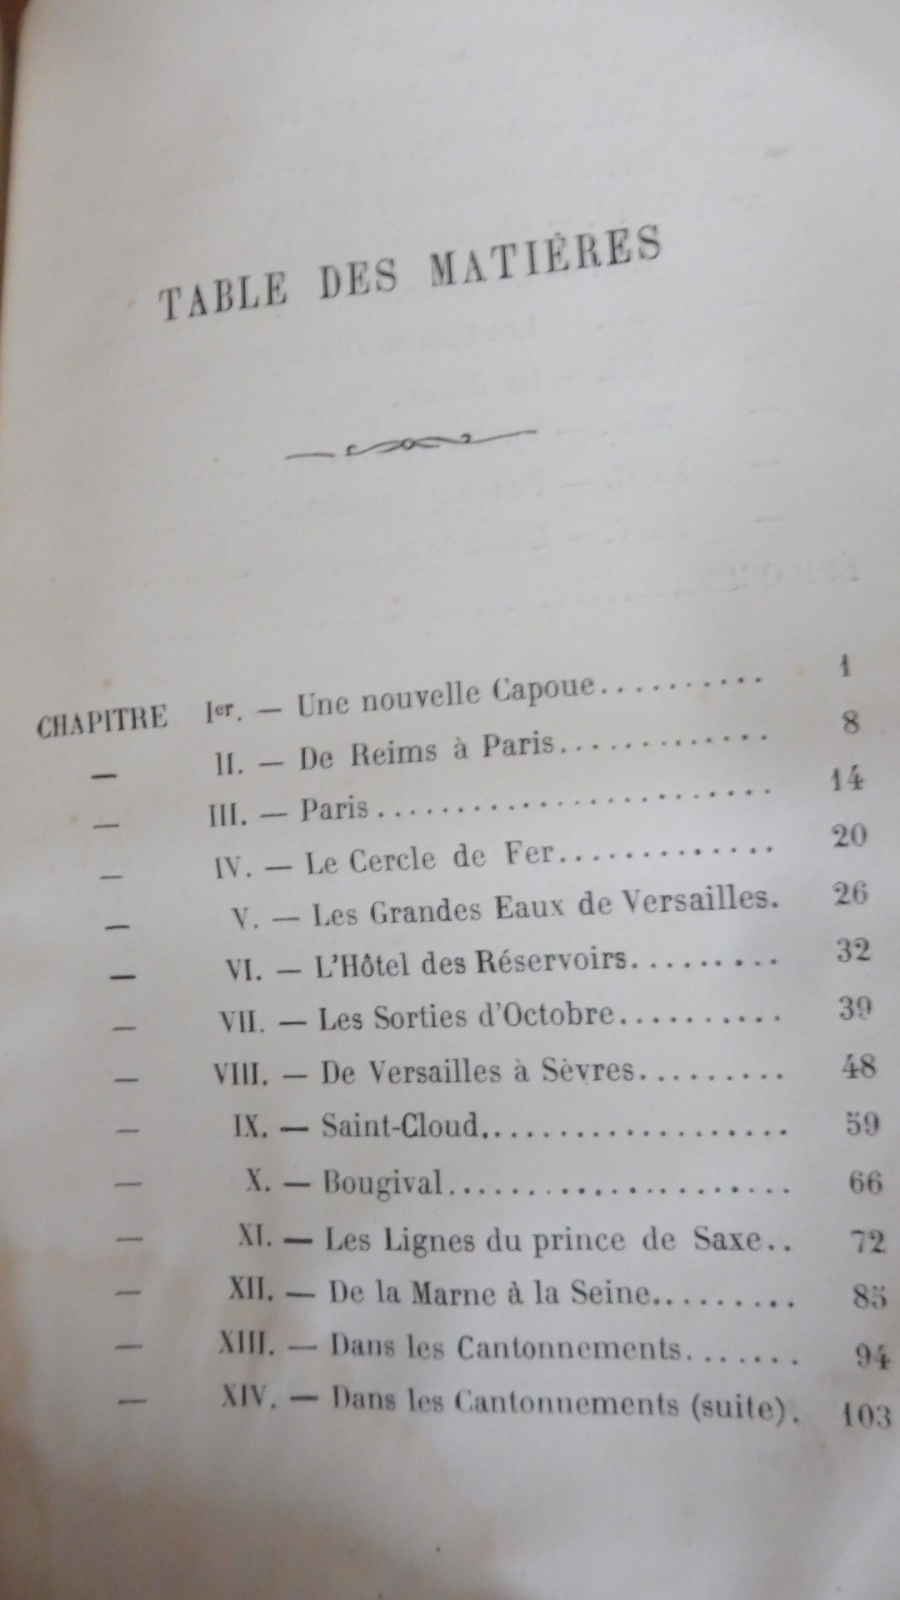 TABLE DES MATIÈRES
CHAPITRE Ier. — Une nouvelle Capoue.......... 1
— II. — De Reims à Paris............. 8
— III. — Paris........................ 14
— IV. — Le Cercle de Fer............. 20
— V. — Les Grandes Eaux de Versailles. 26
— VI. — L'Hôtel des Réservoirs......... 32
— VII. — Les Sorties d'Octobre.......... 39
— VIII. — De Versailles à Sèvres......... 48
— IX. — Saint-Cloud................... 59
— X. — Bougival...................... 66
— XI. — Les Lignes du prince de Saxe.. 72
— XII. — De la Marne à la Seine......... 85
— XIII. — Dans les Cantonnements....... 94
— XIV. — Dans les Cantonnements (suite). 103